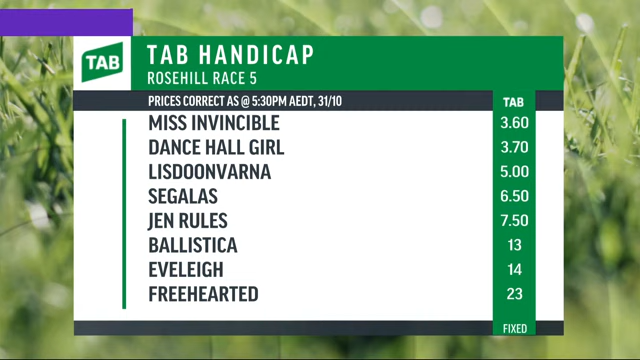 TAB
TAB HANDICAP
ROSEHILL RACE 5
PRICES CORRECT AS @ 5:30PM AEDT, 31/10 TAB
MISS INVINCIBLE 3.60
DANCE HALL GIRL 3.70
LISDOONVARNA 5.00
SEGALAS 6.50
JEN RULES 7.50
BALLISTICA 13
EVELEIGH 14
FREEHEARTED 23
FIXED